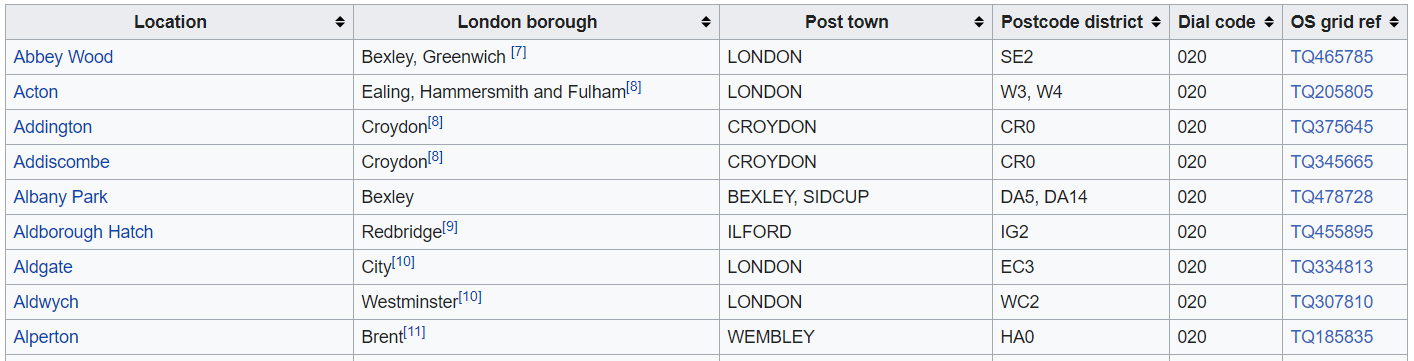 Location London borough Post town Postcode district Dial code OS grid ref
Abbey Wood Bexley, Greenwich [7] LONDON SE2 020 TQ465785
Acton Ealing, Hammersmith and Fulham[8] LONDON W3, W4 020 TQ205805
Addington Croydon[8] CROYDON CR0 020 TQ375645
Addiscombe Croydon[8] CROYDON CR0 020 TQ345665
Albany Park Bexley BEXLEY, SIDCUP DA5, DA14 020 TQ478728
Aldborough Hatch Redbridge[9] ILFORD IG2 020 TQ455895
Aldgate City[10] LONDON EC3 020 TQ334813
Aldwych Westminster[10] LONDON WC2 020 TQ307810
Alperton Brent[11] WEMBLEY HA0 020 TQ185835